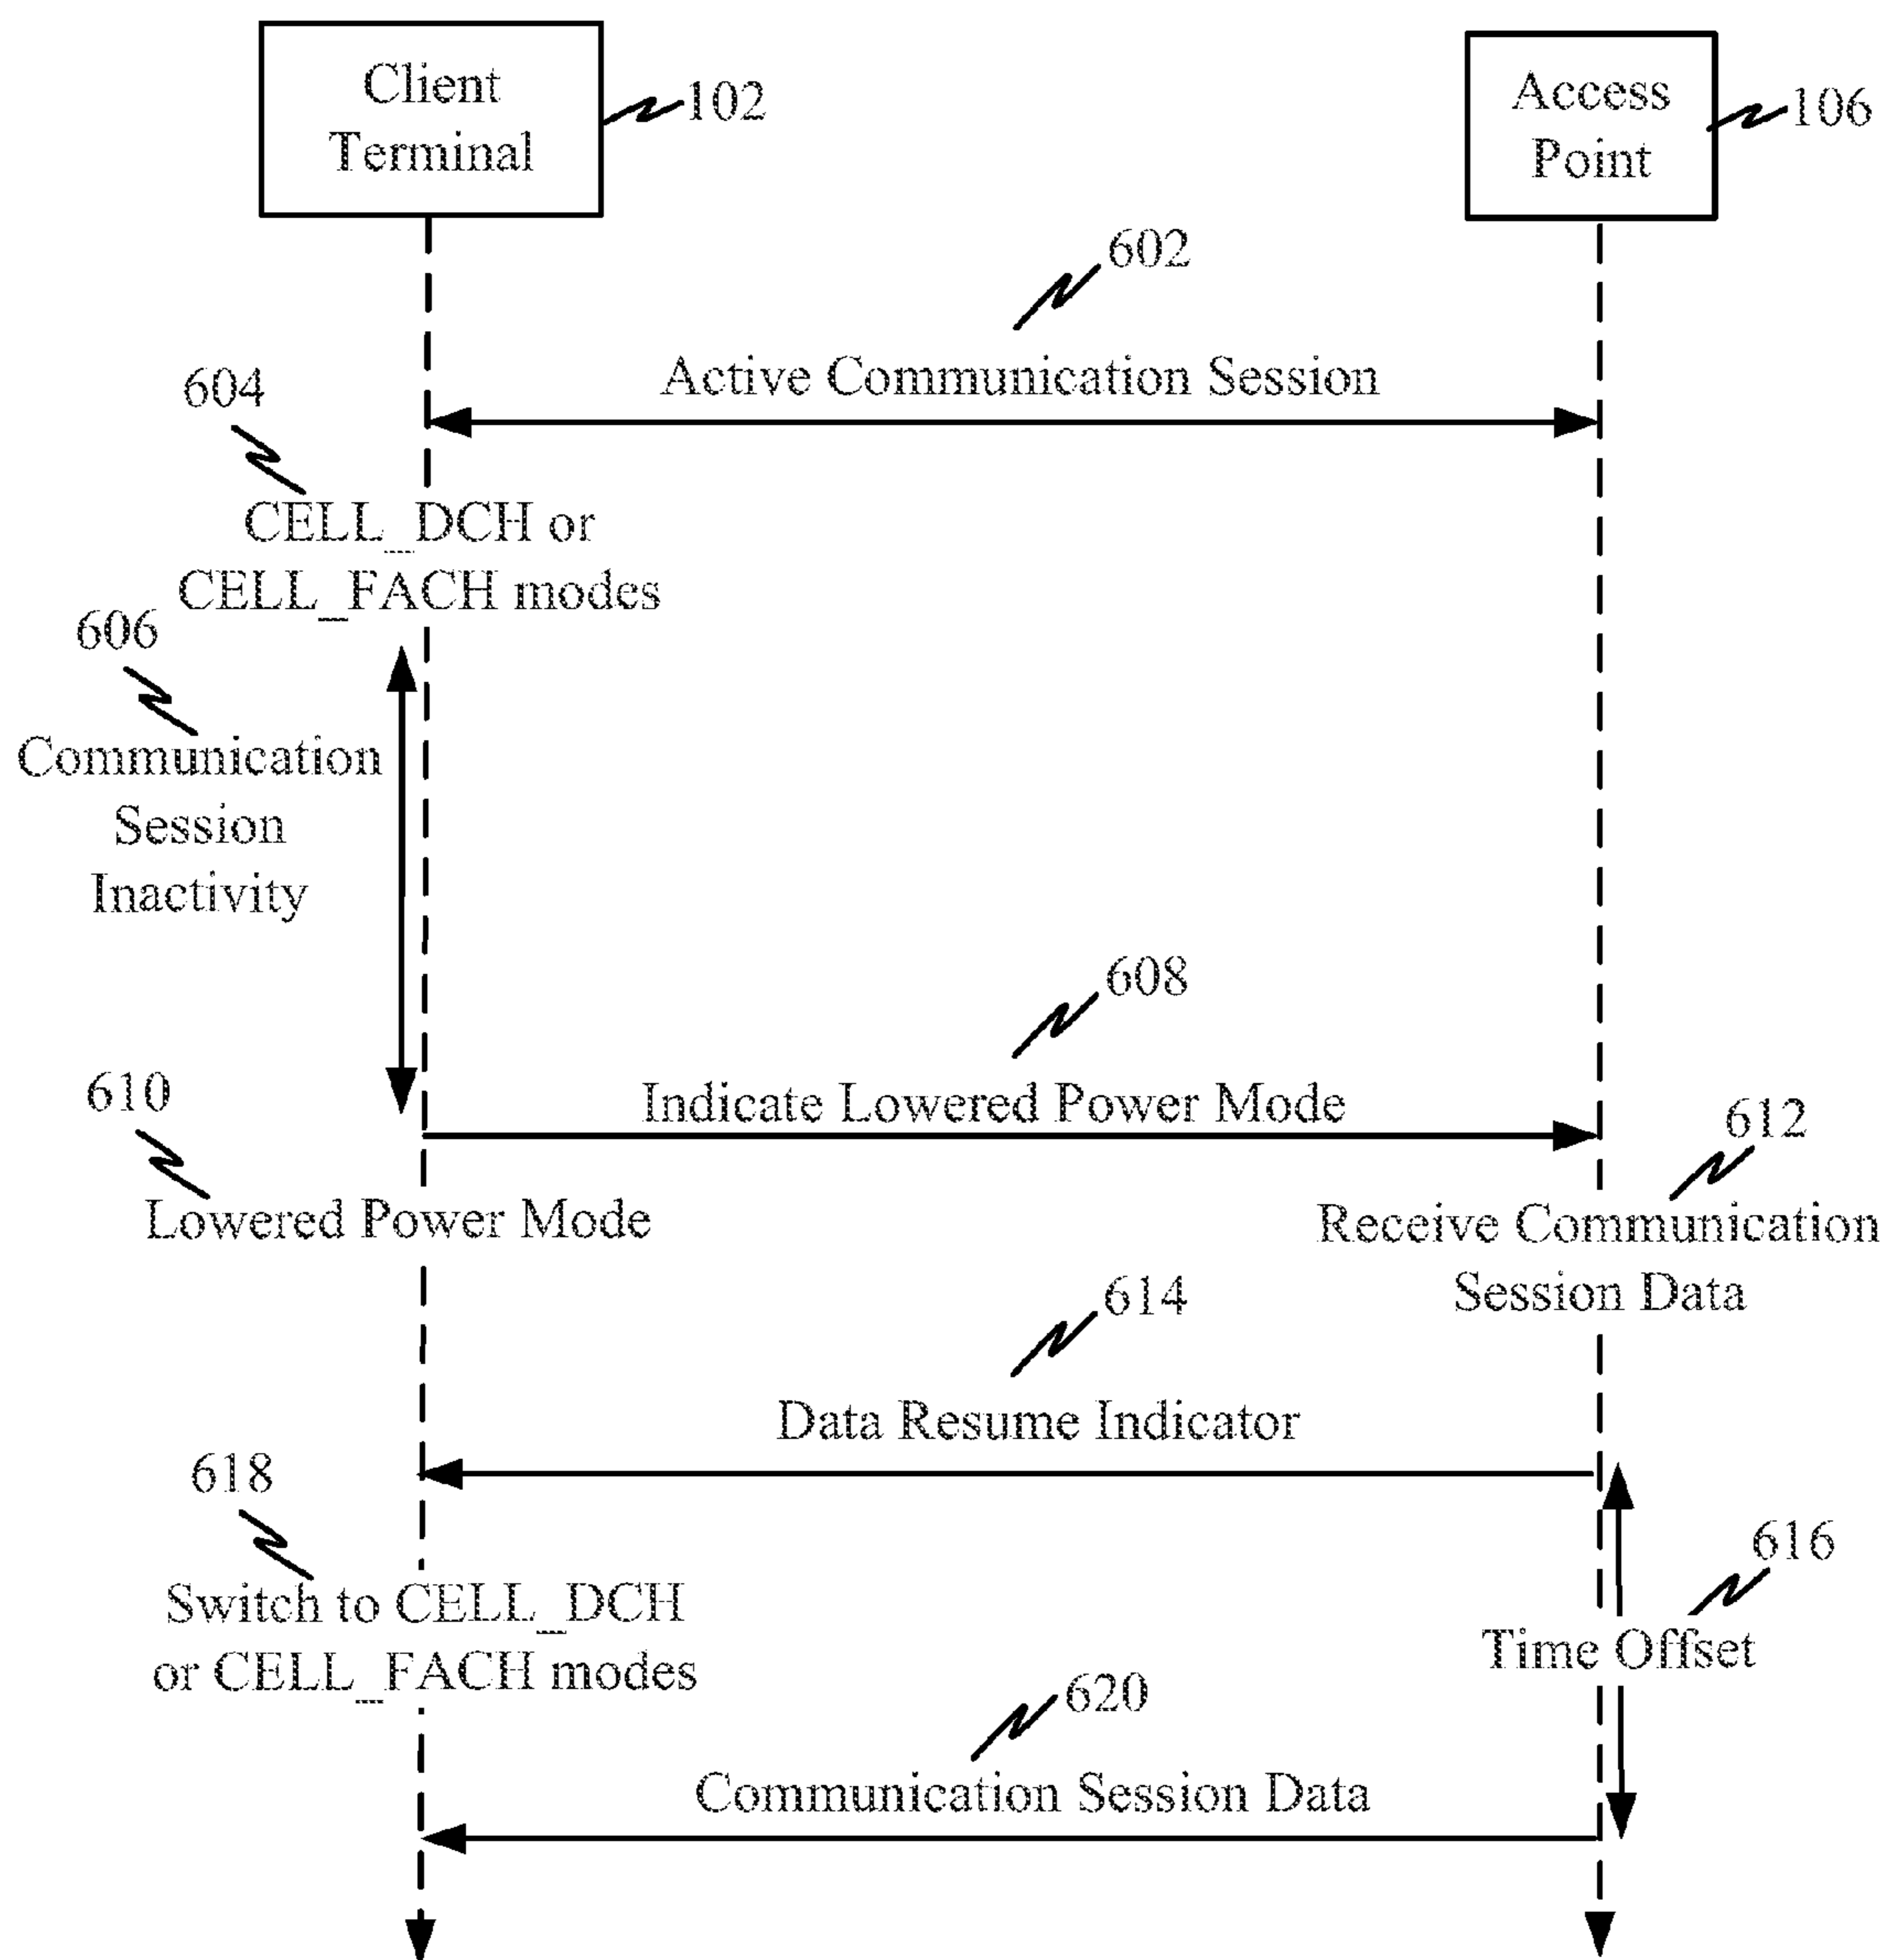 Client
Terminal
102
Access
Point
106
602
Active Communication Session
604
CELL_DCH or
CELL_FACH modes
606
Communication
Session
Inactivity
608
Indicate Lowered Power Mode
610
Lowered Power Mode
612
Receive Communication
Session Data
614
Data Resume Indicator
618
Switch to CELL_DCH
or CELL_FACH modes
616
Time Offset
620
Communication Session Data